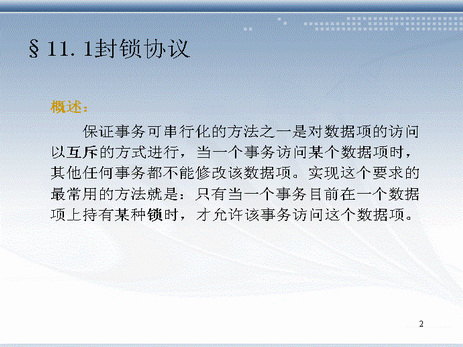 §11.1封锁协议
概述：
保证事务可串行化的方法之一是对数据项的访问
以互斥的方式进行，当一个事务访问某个数据项时，
其他任何事务都不能修改该数据项。实现这个要求的
最常用的方法就是：只有当一个事务目前在一个数据
项上持有某种锁时，才允许该事务访问这个数据项。
2